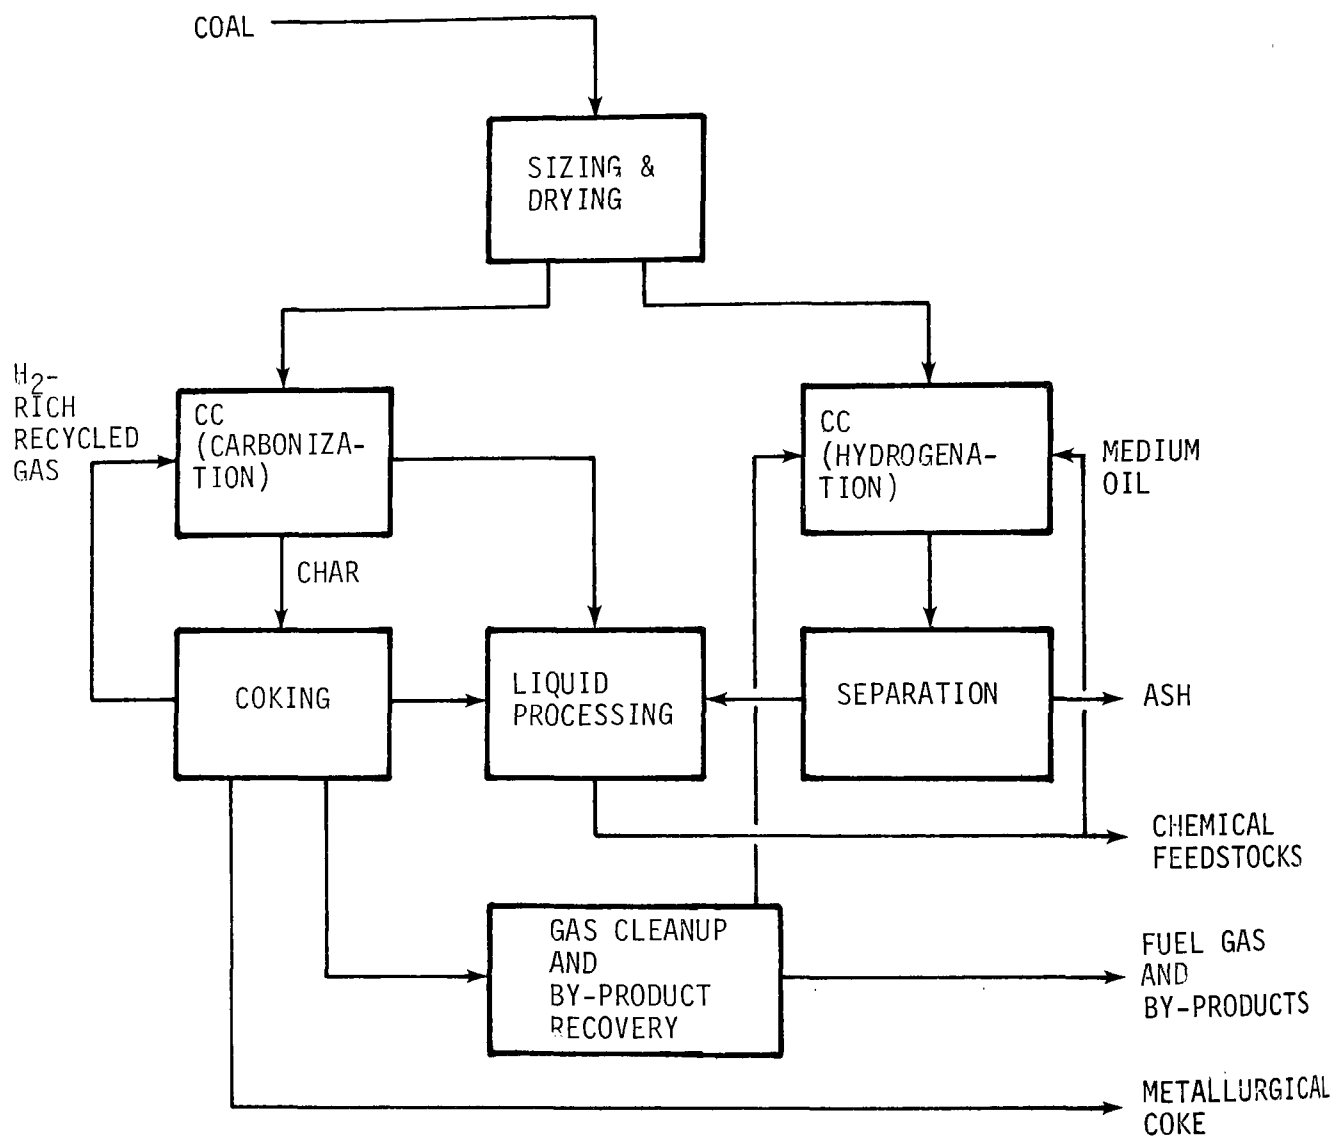 COAL
SIZING &
DRYING
H2-
RICH
RECYCLED
GAS
CC
(CARBONIZA-
TION)
CC
(HYDROGENA-
TION)
MEDIUM
OIL
CHAR
COKING
LIQUID
PROCESSING
SEPARATION
ASH
CHEMICAL
FEEDSTOCKS
GAS CLEANUP
AND
BY-PRODUCT
RECOVERY
FUEL GAS
AND
BY-PRODUCTS
METALLURGICAL
COKE